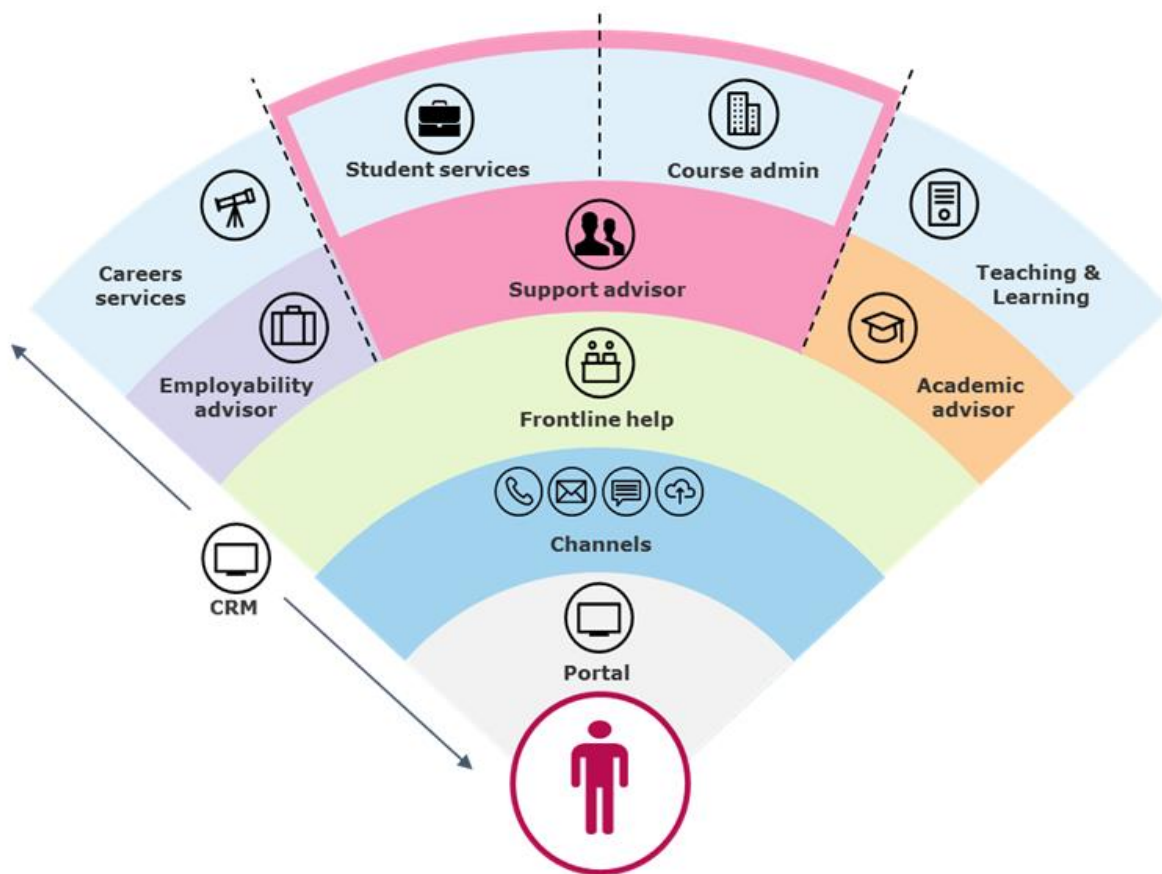 Student services
Course admin
Careers
services
Support advisor
Teaching &
Learning
Employability
advisor
Frontline help
Academic
advisor
Channels
CRM
Portal